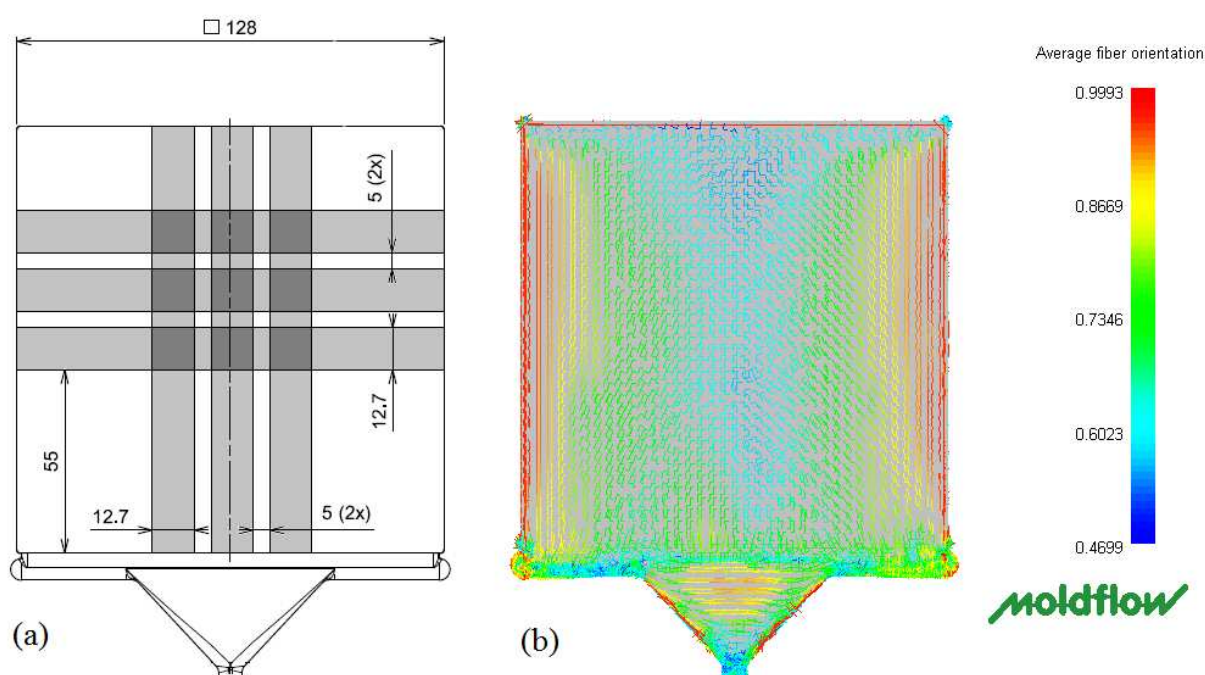 □ 128
5 (2x)
12.7
55
12.7
5 (2x)
(a)
(b)
Average fiber orientation
0.9993
0.8669
0.7346
0.6023
0.4699
moldflow